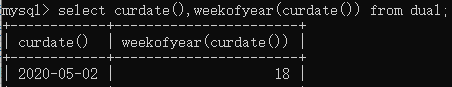 mysql> select curdate(),weekofyear(curdate()) from dual;
+------------+-----------------------+
| curdate()  | weekofyear(curdate()) |
+------------+-----------------------+
| 2020-05-02 |                    18 |